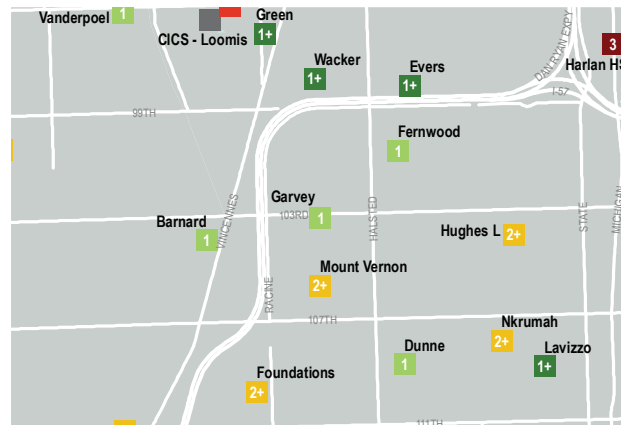 Vanderpoel
1
Green
1+
CICS - Loomis
Wacker
1+
Evers
1+
DAN RYAN EXPY
3
Harlan HS
I-57
99TH
Fernwood
1
Garvey
1
103RD
Barnard
1
VINCENNES
HALSTED
Hughes L
2+
STATE
MICHIGAN
Mount Vernon
2+
RACINE
107TH
Nkrumah
2+
Dunne
1
Lavizzo
1+
Foundations
2+
111TH